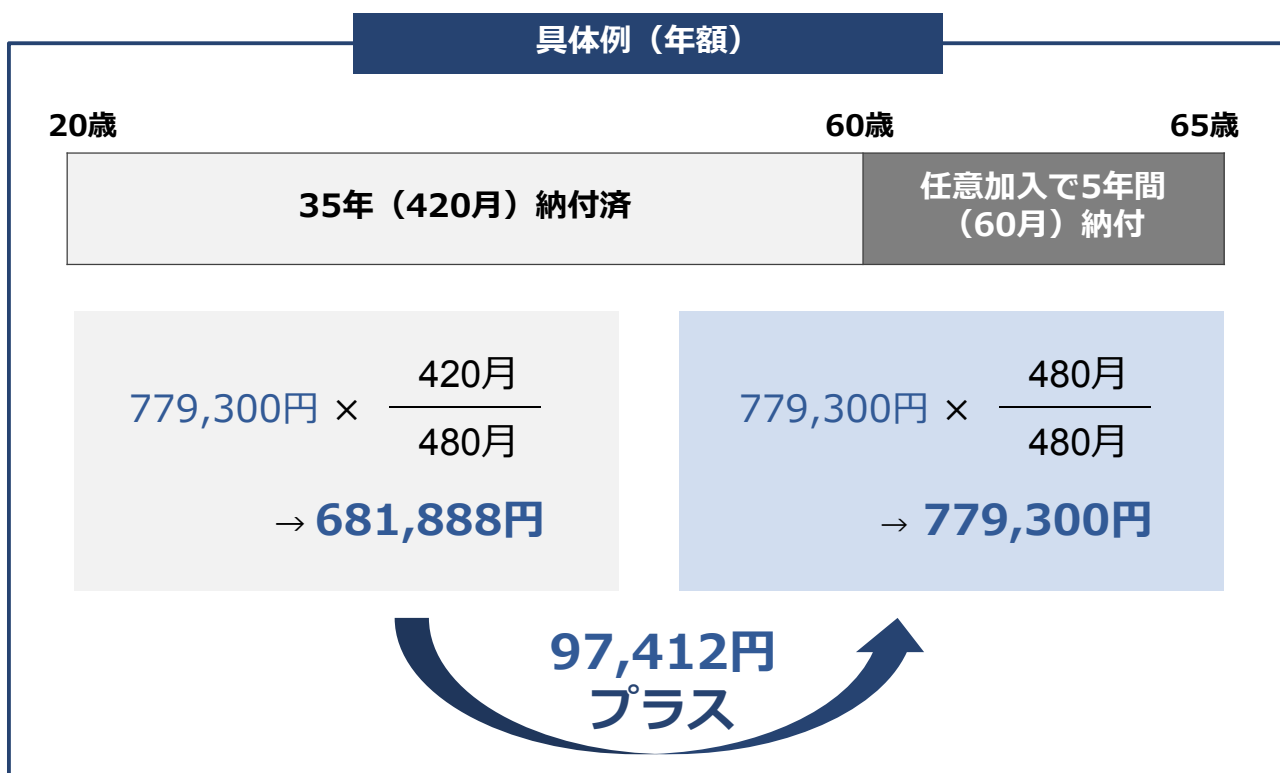 具体例（年額）
20歳
60歳
65歳
35年（420月）納付済
任意加入で5年間
（60月）納付
779,300円 × 420月
480月
→ 681,888円
779,300円 × 480月
480月
→ 779,300円
97,412円
プラス